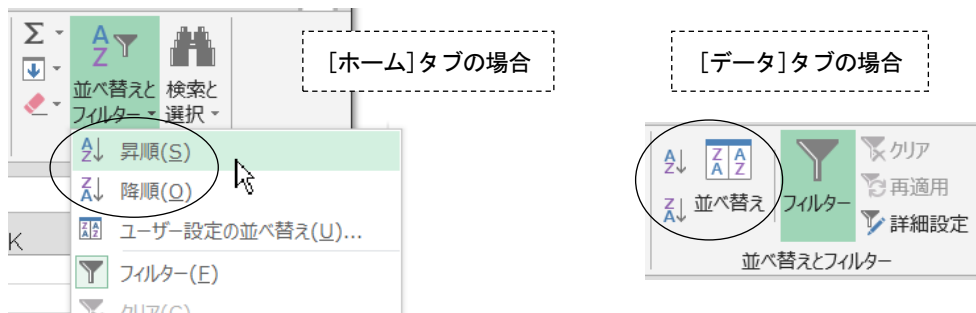 Σ
[ホーム]タブの場合
並べ替えと
フィルター
検索と
選択
昇順(S)
降順(O)
ユーザー設定の並べ替え(U)...
フィルター(F)
クリア(C)
K
[データ]タブの場合
並べ替え
フィルター
クリア
再適用
詳細設定
並べ替えとフィルター